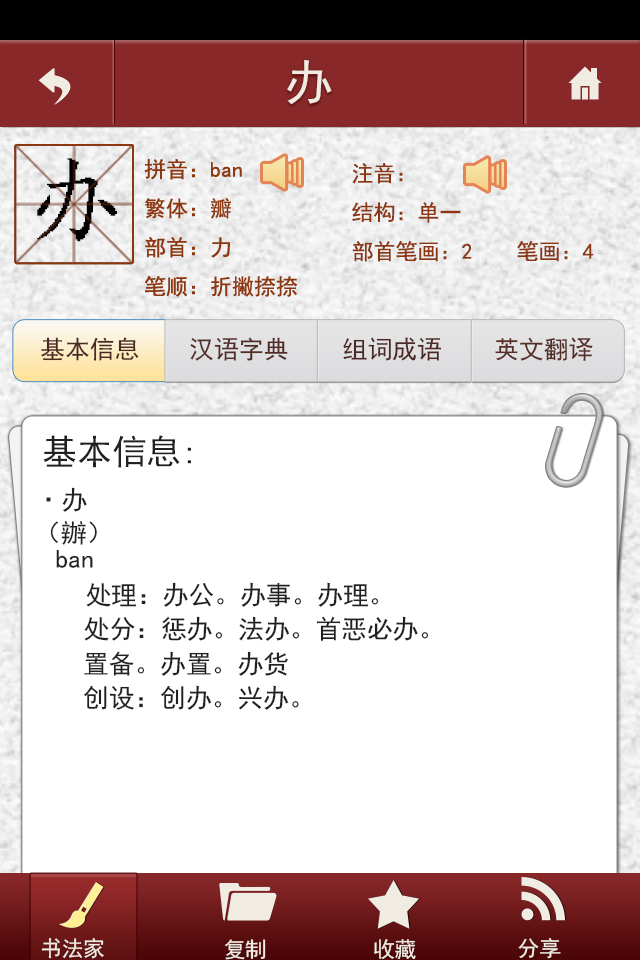 办
办
拼音：ban
注音：
繁体：瓣
结构：单一
部首：力
部首笔画：2 笔画：4
笔顺：折撇捺捺
基本信息 汉语字典 组词成语 英文翻译
基本信息:
·办
（辦）
ban
处理：办公。办事。办理。
处分：惩办。法办。首恶必办。
置备。办置。办货
创设：创办。兴办。
书法家 复制 收藏 分享